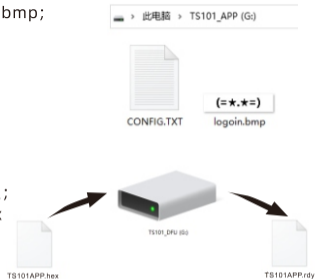 bmp;
> 此电脑 > TS101_APP (G:)
(=★.★=)
CONFIG.TXT
logoin.bmp
;
TS101_DFU (G:)
TS101APP.hex
TS101APP.rdy